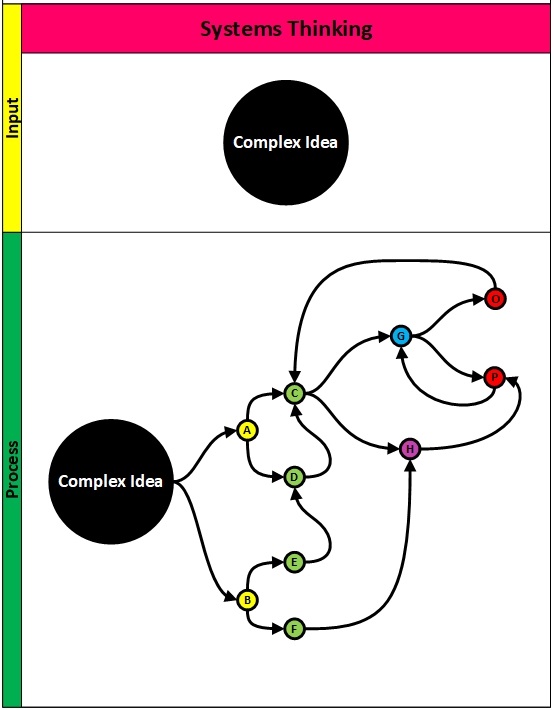 Systems Thinking
Input
Complex Idea
Process
O
G
P
C
A
H
Complex Idea
D
E
B
F